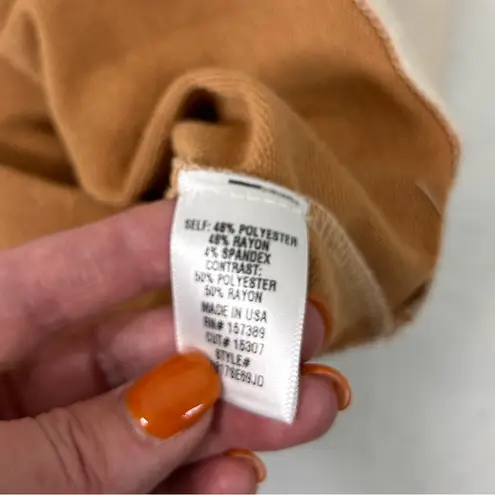 SELF: 48% POLYESTER
48% RAYON
4% SPANDEX
CONTRAST:
50% POLYESTER
50% RAYON
MADE IN USA
RN# 157389
CUT# 15307
STYLE#